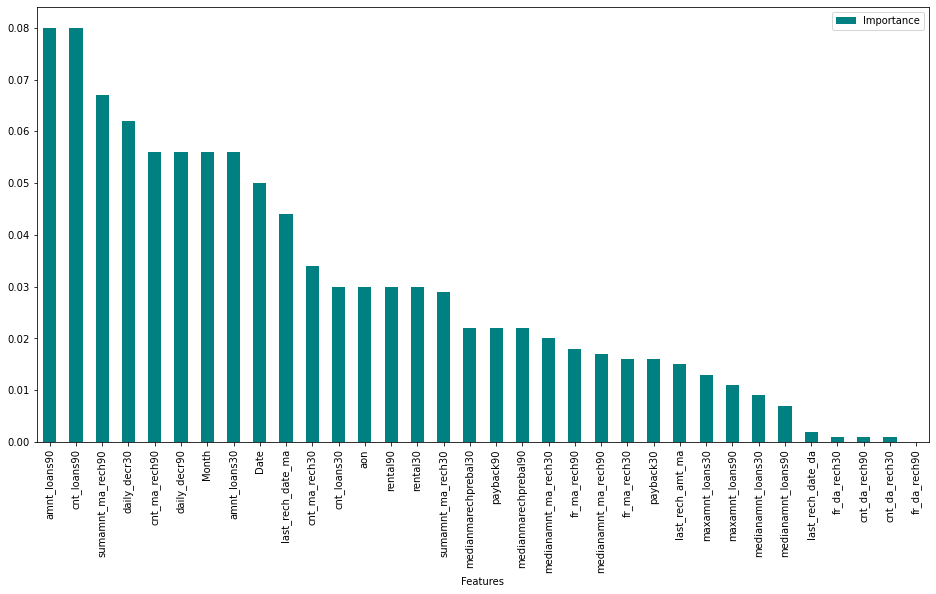 Importance
0.08
0.07
0.06
0.05
0.04
0.03
0.02
0.01
0.00
amnt_loans90
cnt_loans90
sumamnt_ma_rech90
daily_decr30
cnt_ma_rech90
daily_decr90
Month
amnt_loans30
Date
last_rech_date_ma
cnt_ma_rech30
cnt_loans30
aon
rental90
rental30
sumamnt_ma_rech30
medianmarechprebal30
payback90
medianmarechprebal90
medianamnt_ma_rech30
fr_ma_rech90
medianamnt_ma_rech90
fr_ma_rech30
payback30
last_rech_amt_ma
maxamnt_loans30
maxamnt_loans90
medianamnt_loans30
medianamnt_loans90
last_rech_date_da
fr_da_rech30
cnt_da_rech90
cnt_da_rech30
fr_da_rech90
Features